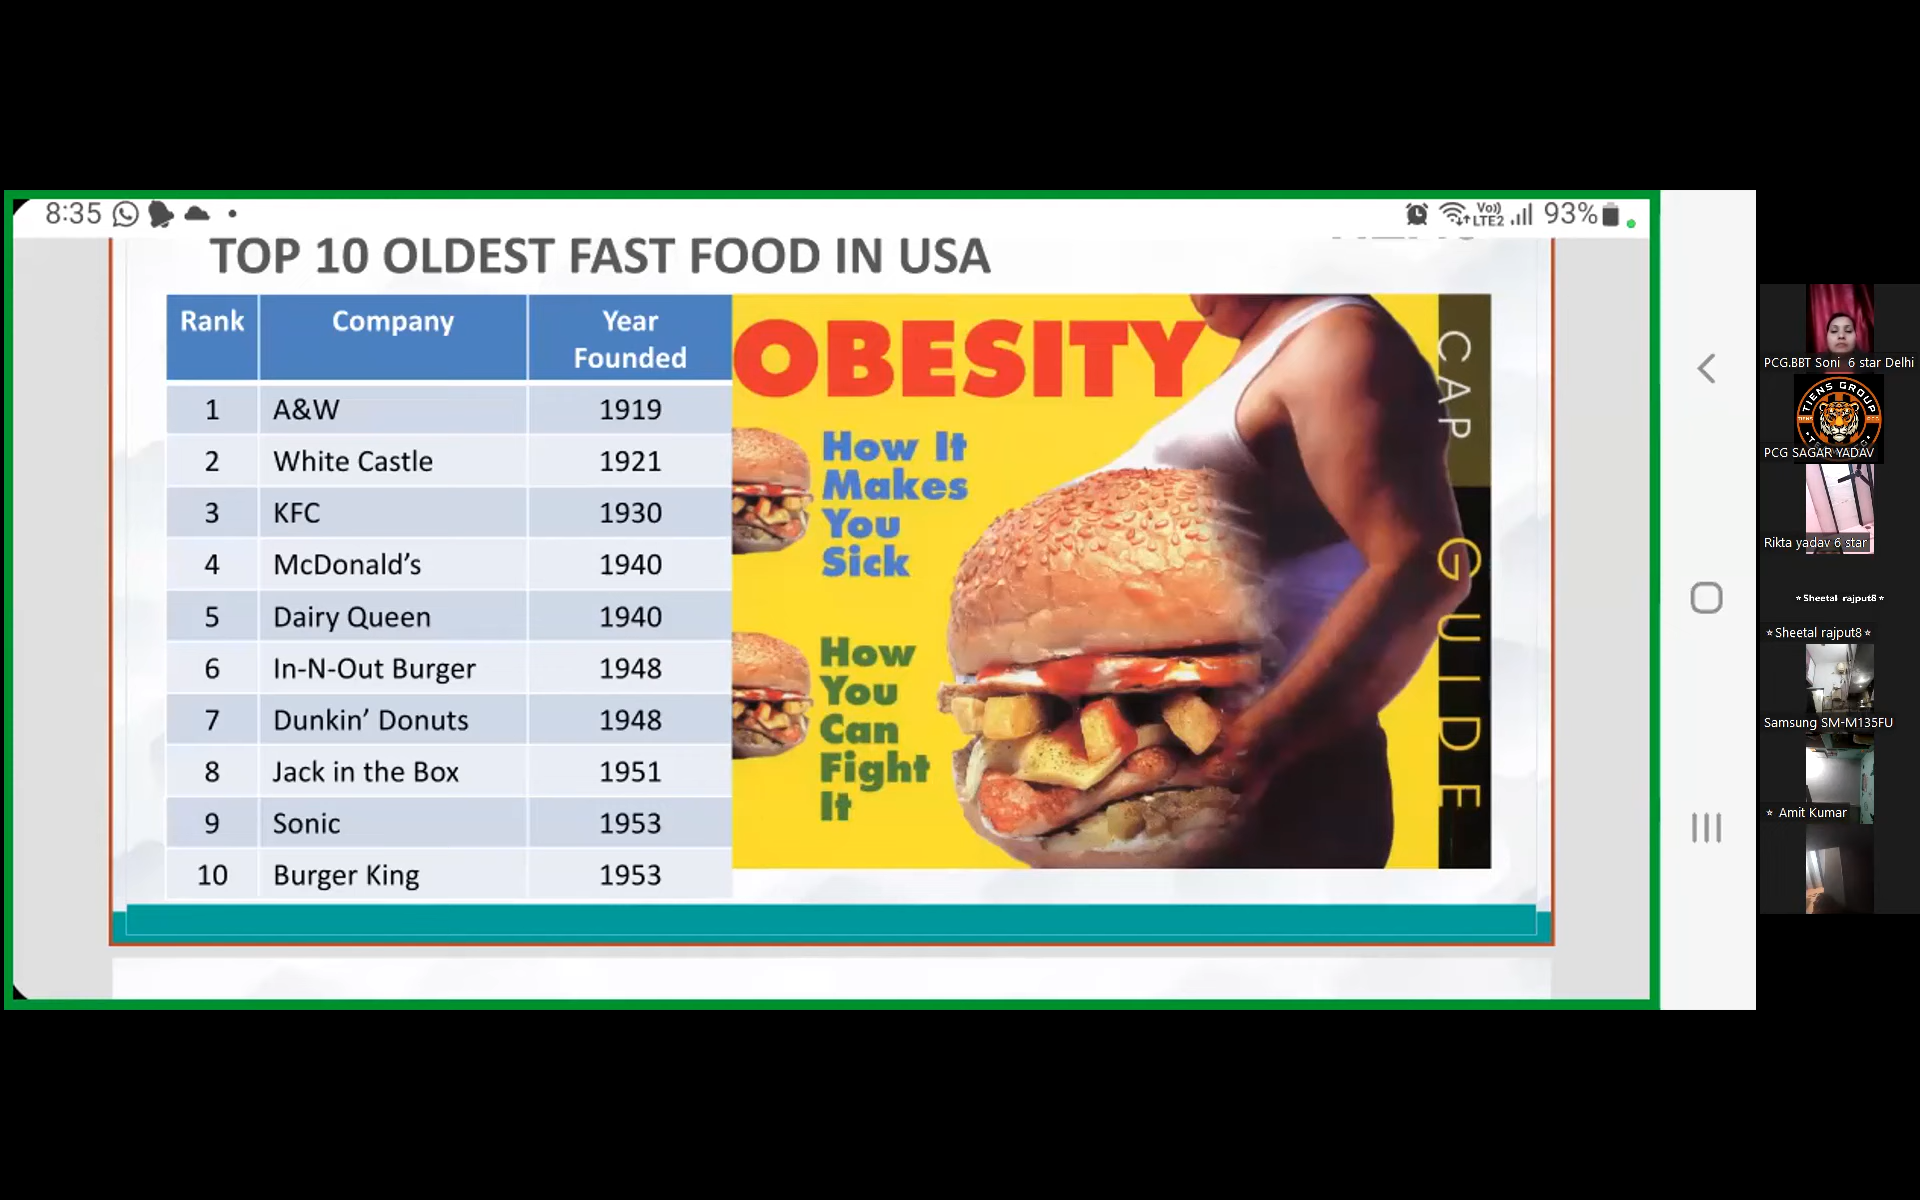 8:35
Vo))
LTE2
93%
TOP 10 OLDEST FAST FOOD IN USA
Rank Company Year Founded
1 A&W 1919
2 White Castle 1921
3 KFC 1930
4 McDonald’s 1940
5 Dairy Queen 1940
6 In-N-Out Burger 1948
7 Dunkin’ Donuts 1948
8 Jack in the Box 1951
9 Sonic 1953
10 Burger King 1953
OBESITY
How It
Makes
You
Sick
How
You
Can
Fight
It
CAP GUIDE
PCG.BBT Soni 6 star Delhi
TIENS GROUP
PCG SAGAR YADAV
Rikta yadav 6 star
⭑Sheetal rajput8⭑
⭑Sheetal rajput8⭑
Samsung SM-M135FU
⭑ Amit Kumar